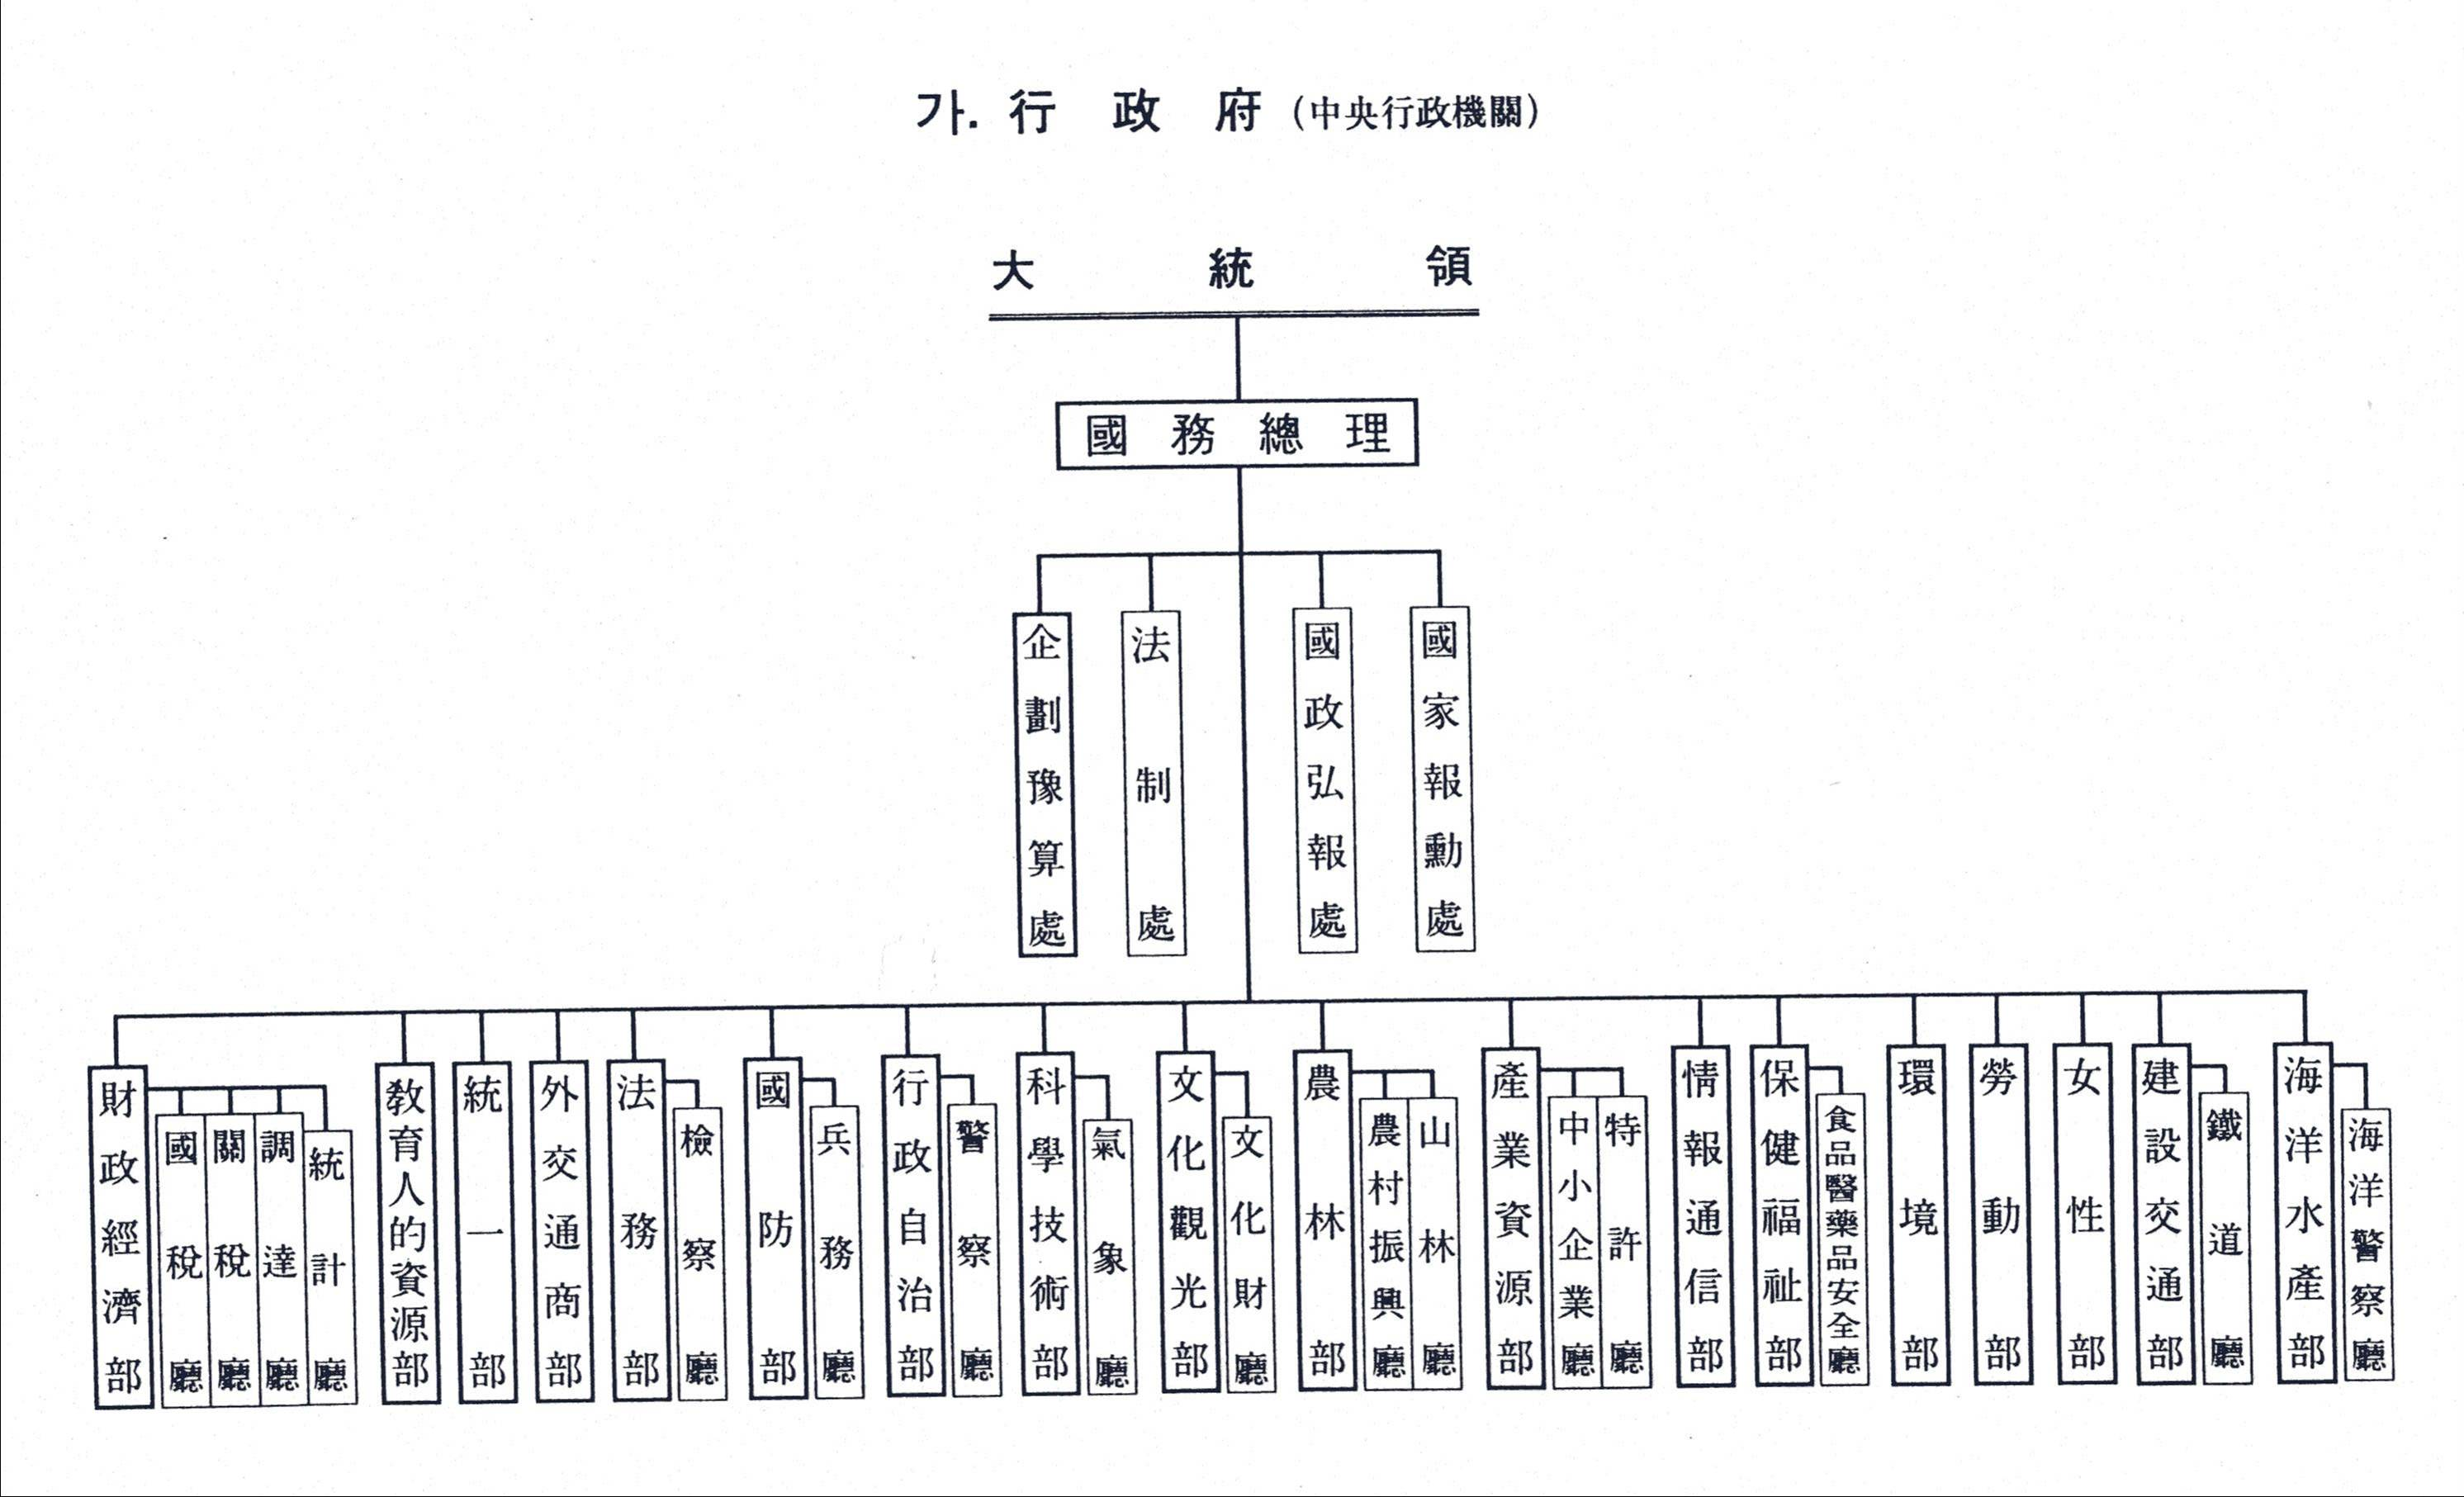 가. 行 政 府 (中央行政機關)
大 統 領
國 務 總 理
企劃豫算處
法制處
國政弘報處
國家報勳處
財政經濟部
國稅廳
關稅廳
調達廳
統計廳
教育人的資源部
統一部
外交通商部
法務部
檢察廳
國防部
兵務廳
行政自治部
警察廳
科學技術部
氣象廳
文化觀光部
文化財廳
農林部
農村振興廳
山林廳
産業資源部
中小企業廳
特許廳
情報通信部
保健福祉部
食品醫藥品安全廳
環境部
勞動部
女性部
建設交通部
鐵道廳
海洋水産部
海洋警察廳